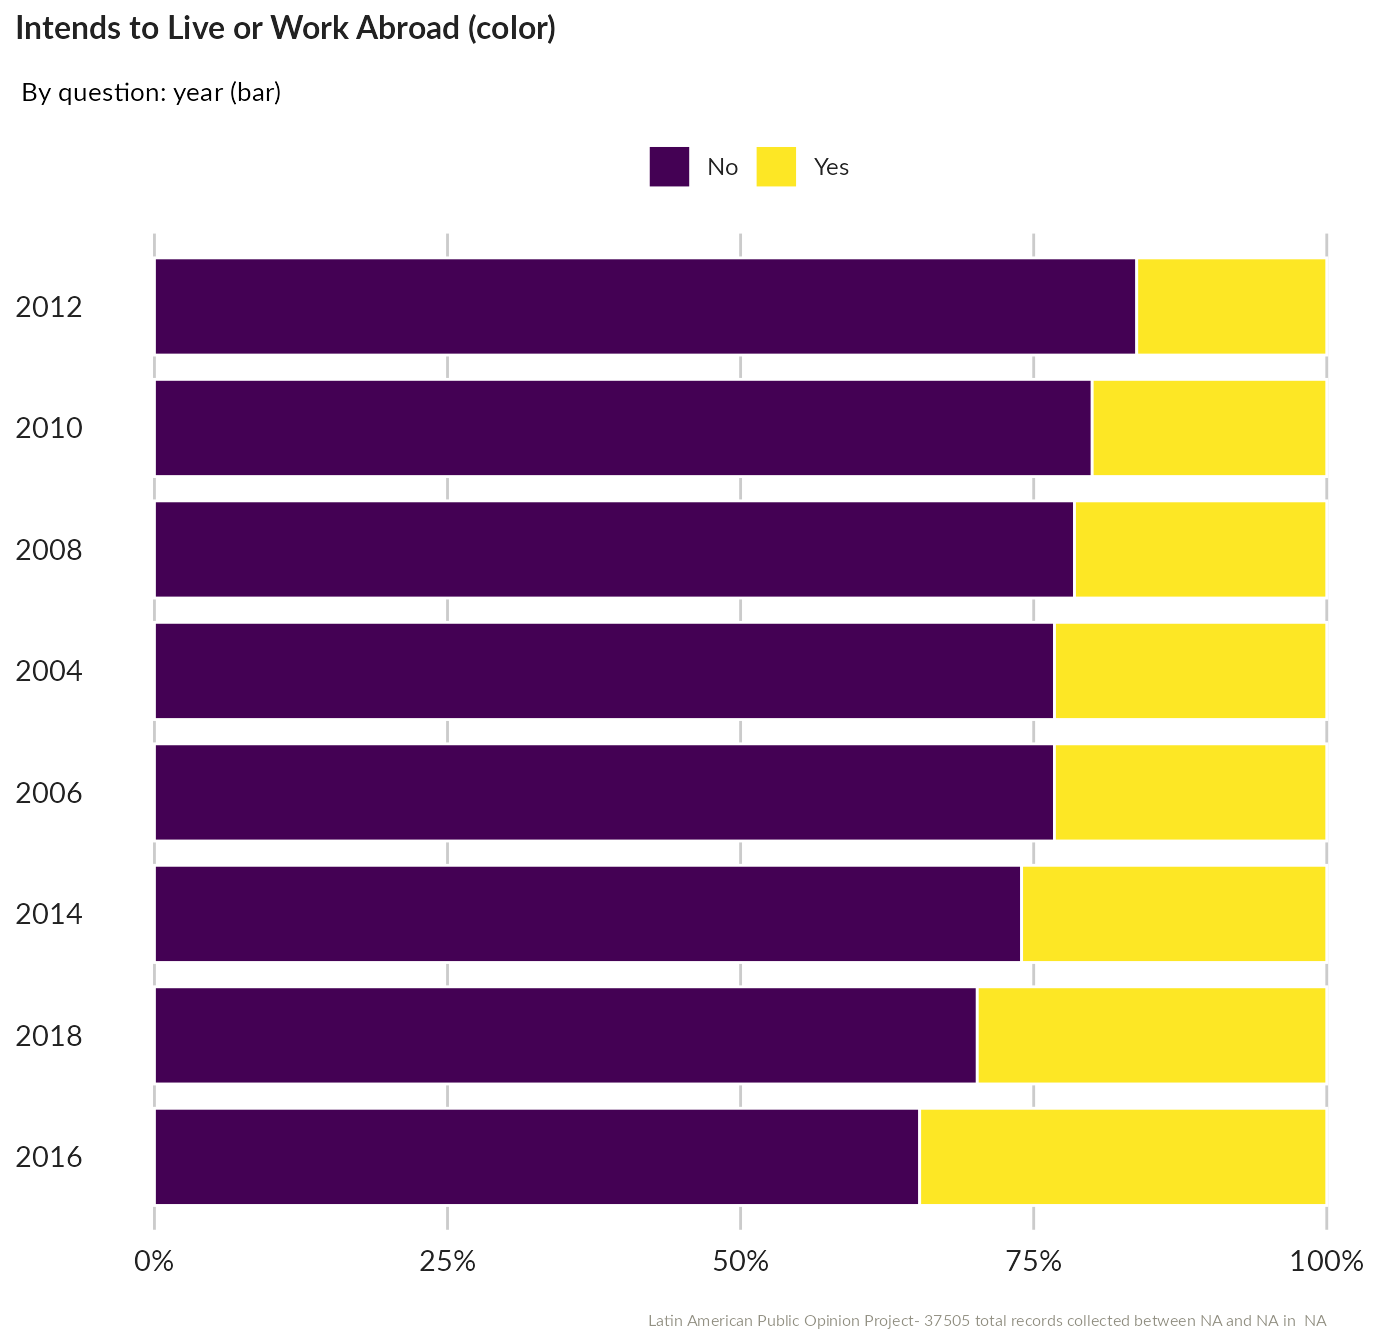 Intends to Live or Work Abroad (color)
By question: year (bar)
No Yes
2012
2010
2008
2004
2006
2014
2018
2016
0% 25% 50% 75% 100%
Latin American Public Opinion Project- 37505 total records collected between NA and NA in  NA